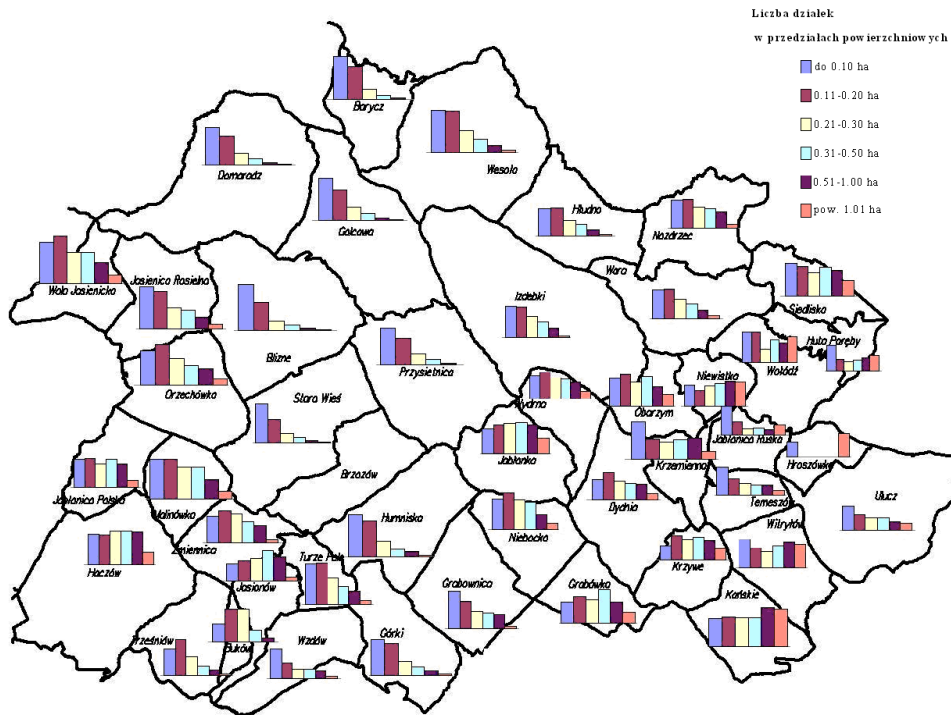 Liczba działek
w przedziałach powierzchniowych
do 0.10 ha
0.11-0.20 ha
0.21-0.30 ha
0.31-0.50 ha
0.51-1.00 ha
pow. 1.01 ha
Barycz
Wesoła
Domaradz
Golcowa
Hłudno
Nozdrzec
Wara
Wola Jasienicka
Jasienica Rosielna
Izdebki
Siedliska
Huta Poręby
Blizne
Przysietnica
Wołodź
Niewistka
Orzechówka
Stara Wieś
Wydrna
Obarzym
Jabłonica Ruska
Jabłonka
Krzemienna
Hroszówka
Jabłonica Polska
Brzozów
Malinówka
Dydnia
Temeszów
Ulucz
Humniska
Witryłów
Zmiennica
Niebocko
Haczów
Turze Pole
Krzywe
Jasionów
Grabownica
Grabówka
Końskie
Trześniów
Buków
Wzdów
Górki